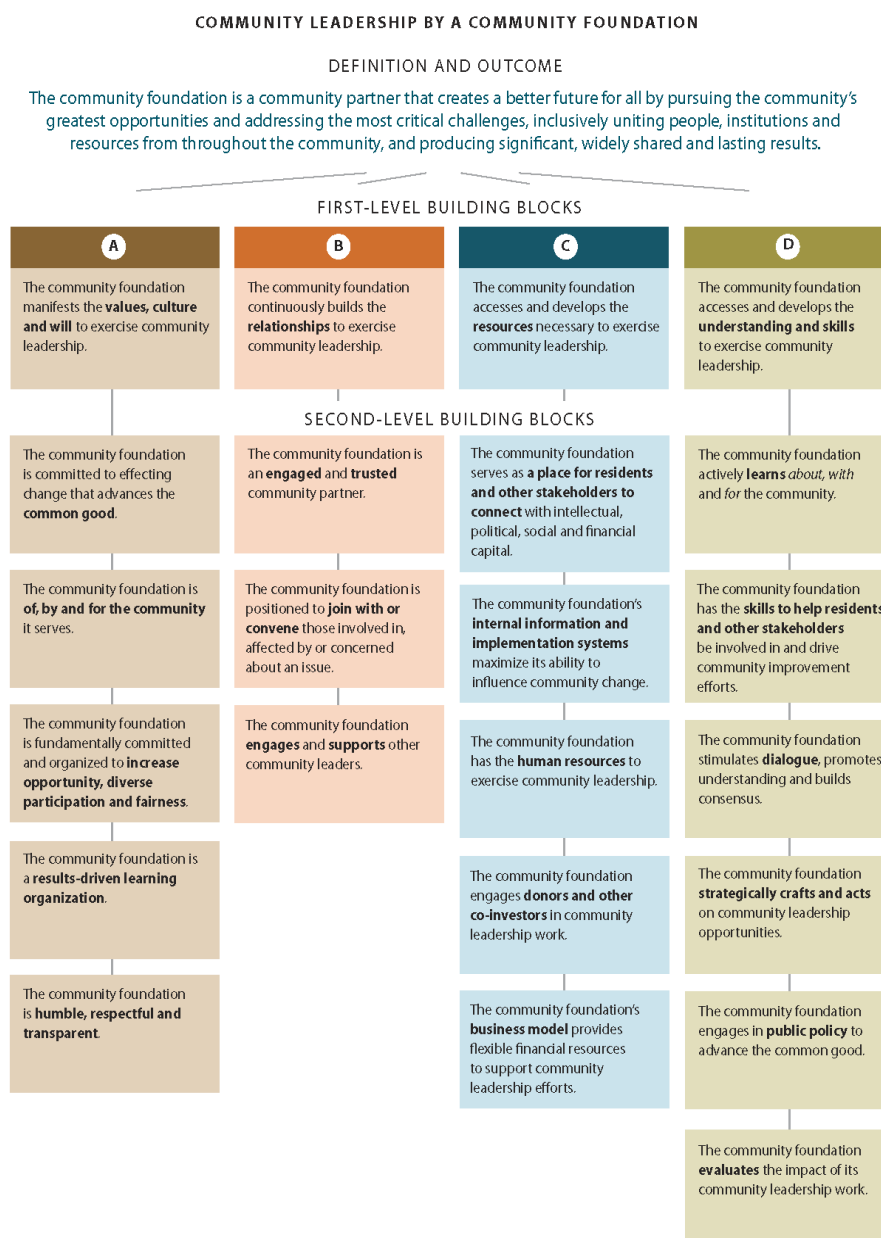 COMMUNITY LEADERSHIP BY A COMMUNITY FOUNDATION
DEFINITION AND OUTCOME
The community foundation is a community partner that creates a better future for all by pursuing the community's
greatest opportunities and addressing the most critical challenges, inclusively uniting people, institutions and
resources from throughout the community, and producing significant, widely shared and lasting results.
FIRST-LEVEL BUILDING BLOCKS
A
The community foundation
manifests the values, culture
and will to exercise community
leadership.
B
The community foundation
continuously builds the
relationships to exercise
community leadership.
C
The community foundation
accesses and develops the
resources necessary to exercise
community leadership.
D
The community foundation
accesses and develops the
understanding and skills
to exercise community
leadership.
SECOND-LEVEL BUILDING BLOCKS
The community foundation
is committed to effecting
change that advances the
common good.
The community foundation is
of, by and for the community
it serves.
The community foundation
is fundamentally committed
and organized to increase
opportunity, diverse
participation and fairness.
The community foundation is
a results-driven learning
organization.
The community foundation
is humble, respectful and
transparent.
The community foundation is
an engaged and trusted
community partner.
The community foundation is
positioned to join with or
convene those involved in,
affected by or concerned
about an issue.
The community foundation
engages and supports other
community leaders.
The community foundation
serves as a place for residents
and other stakeholders to
connect with intellectual,
political, social and financial
capital.
The community foundation's
internal information and
implementation systems
maximize its ability to
influence community change.
The community foundation
has the human resources to
exercise community leadership.
The community foundation
engages donors and other
co-investors in community
leadership work.
The community foundation's
business model provides
flexible financial resources
to support community
leadership efforts.
The community foundation
actively learns about, with
and for the community.
The community foundation
has the skills to help residents
and other stakeholders
be involved in and drive
community improvement
efforts.
The community foundation
stimulates dialogue, promotes
understanding and builds
consensus.
The community foundation
strategically crafts and acts
on community leadership
opportunities.
The community foundation
engages in public policy to
advance the common good.
The community foundation
evaluates the impact of its
community leadership work.